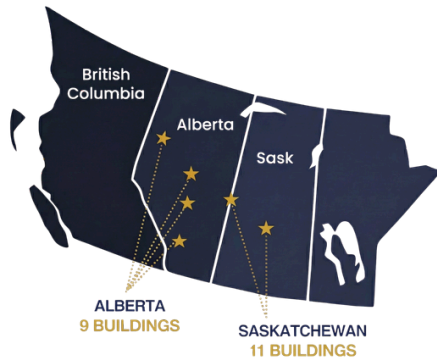 British
Columbia
Alberta
Sask
ALBERTA
9 BUILDINGS
SASKATCHEWAN
11 BUILDINGS